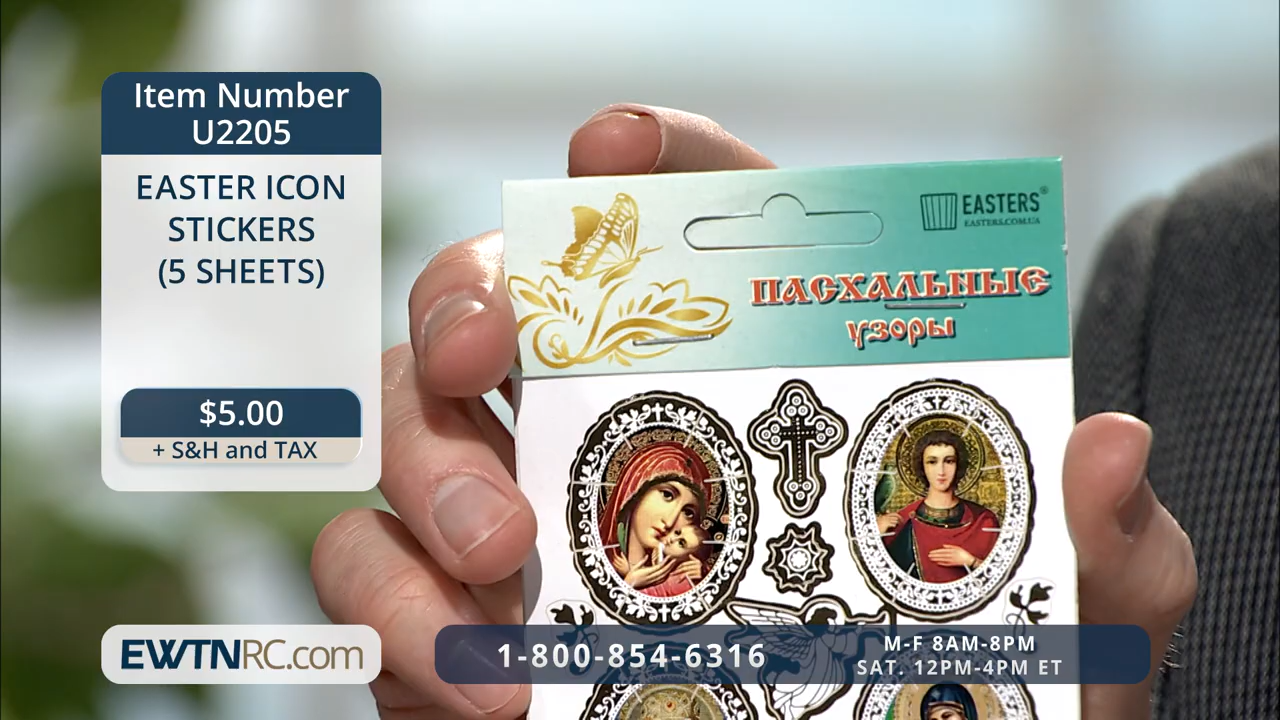 Item Number
U2205
EASTER ICON
STICKERS
(5 SHEETS)
$5.00
+ S&H and TAX
EASTERS®
EASTERS.COM.UA
ПАСХАЛЬНЫЕ
узоры
EWTNRC.com
1-800-854-6316
M-F 8AM-8PM
SAT. 12PM-4PM ET